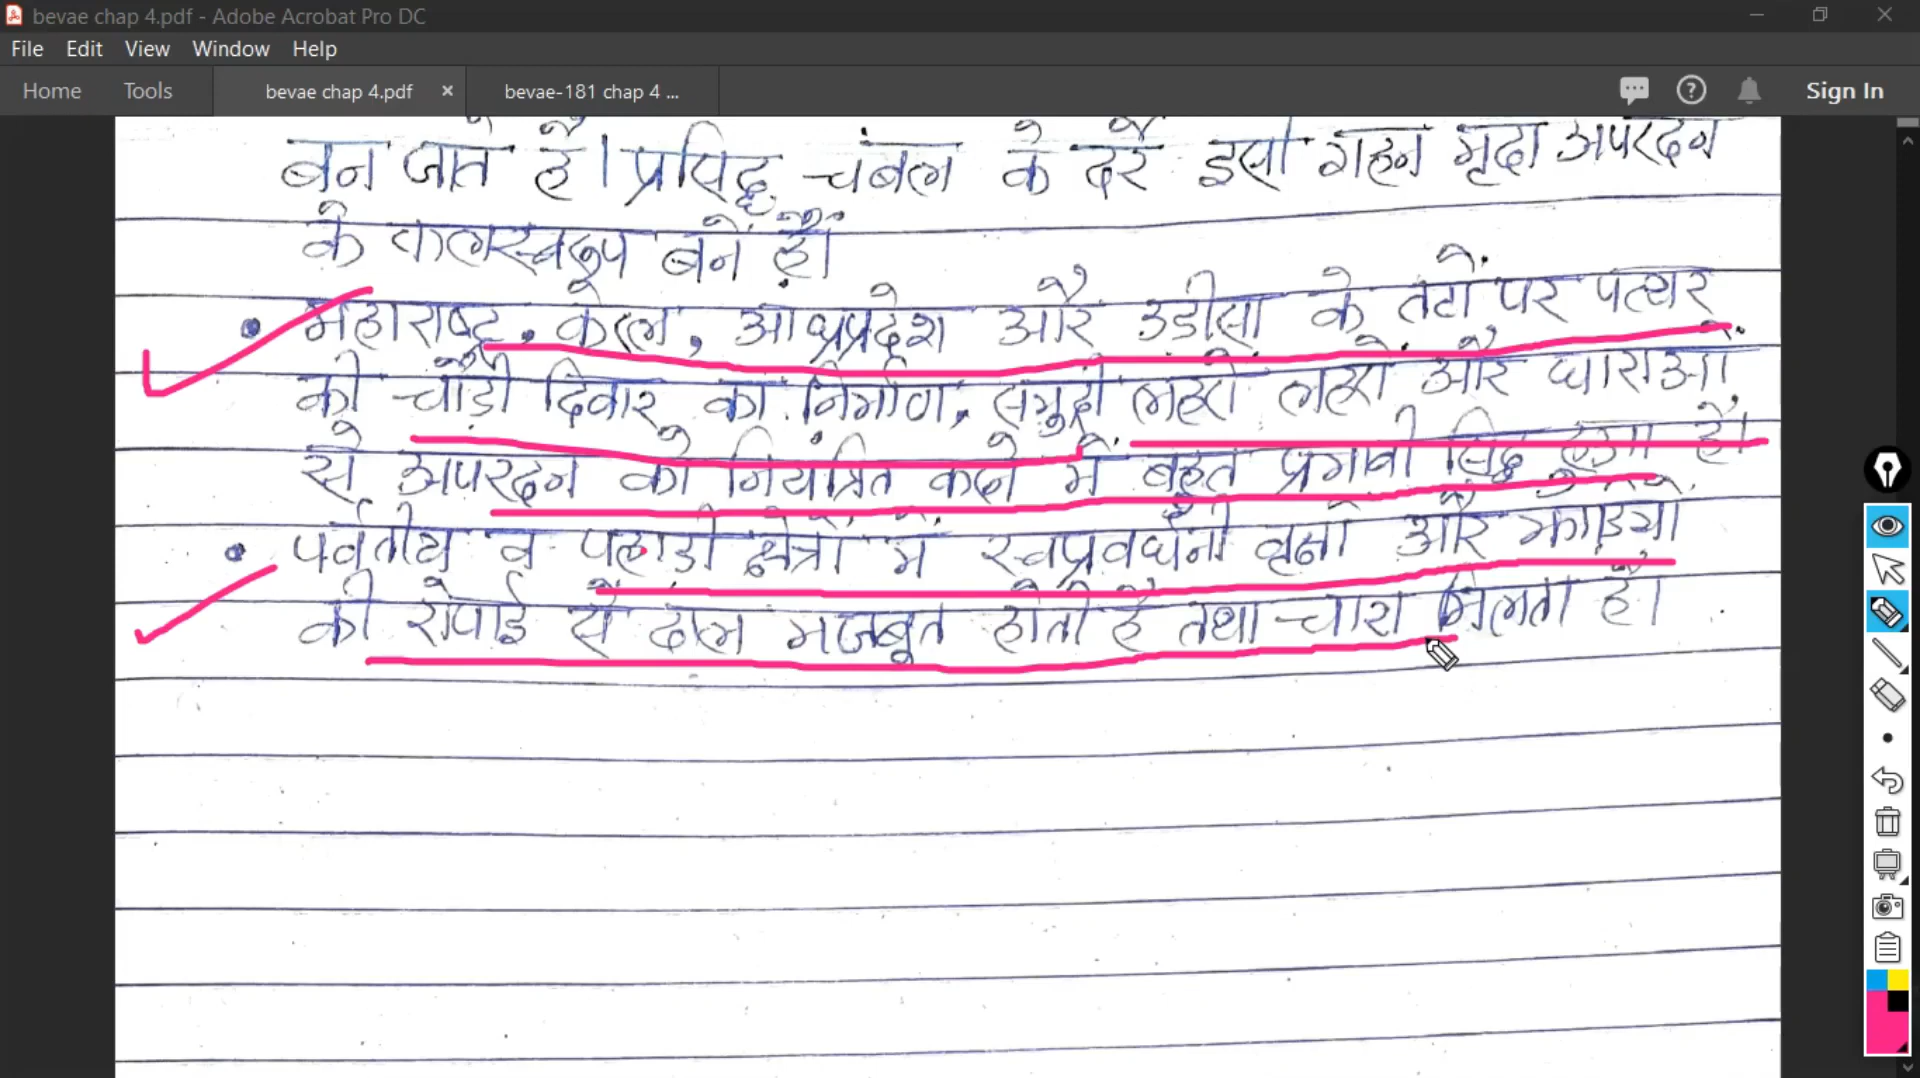 bevae chap 4.pdf - Adobe Acrobat Pro DC
File Edit View Window Help
Home Tools bevae chap 4.pdf × bevae-181 chap 4 ... Sign In
बन जाते है। प्रसिद्ध चंबल के दर्रे इसी गहन मृदा अपरदन
के फलस्वरूप बनें हैं।
• महाराष्ट्र, केरल, आंध्रप्रदेश और उडीसा के तटों पर पत्थर
की चौड़ी दिवार का निर्माण, समुद्री लहरों और धाराओं
से अपरदन को नियंत्रित करने में बहुत प्रभावी सिद्ध हुआ है।
• पर्वतीय व पहाडी क्षेत्रों में स्वप्रवर्धनी वृक्षों और झाड़ियों
की रोपाई से ढाल मजबूत होती है तथा चारा मिलता है।